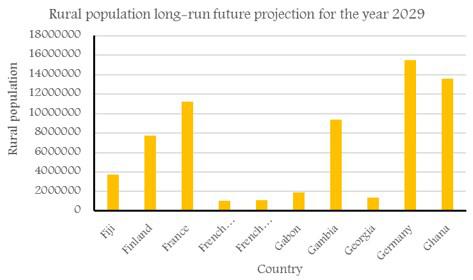 Rural population long-run future projection for the year 2029
Rural population
18000000
16000000
14000000
12000000
10000000
8000000
6000000
4000000
2000000
0
Fiji
Finland
France
French...
French...
Gabon
Gambia
Georgia
Germany
Ghana
Country